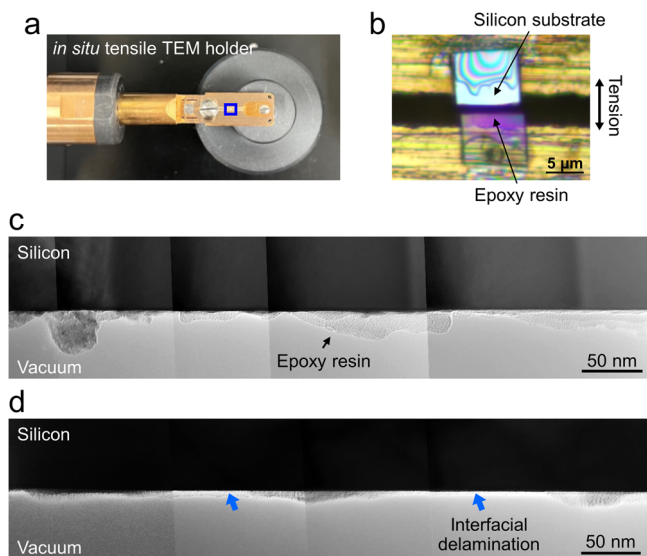 a
in situ tensile TEM holder
b
Silicon substrate
Tension
5 µm
Epoxy resin
c
Silicon
Epoxy resin
Vacuum
50 nm
d
Silicon
Interfacial
delamination
Vacuum
50 nm